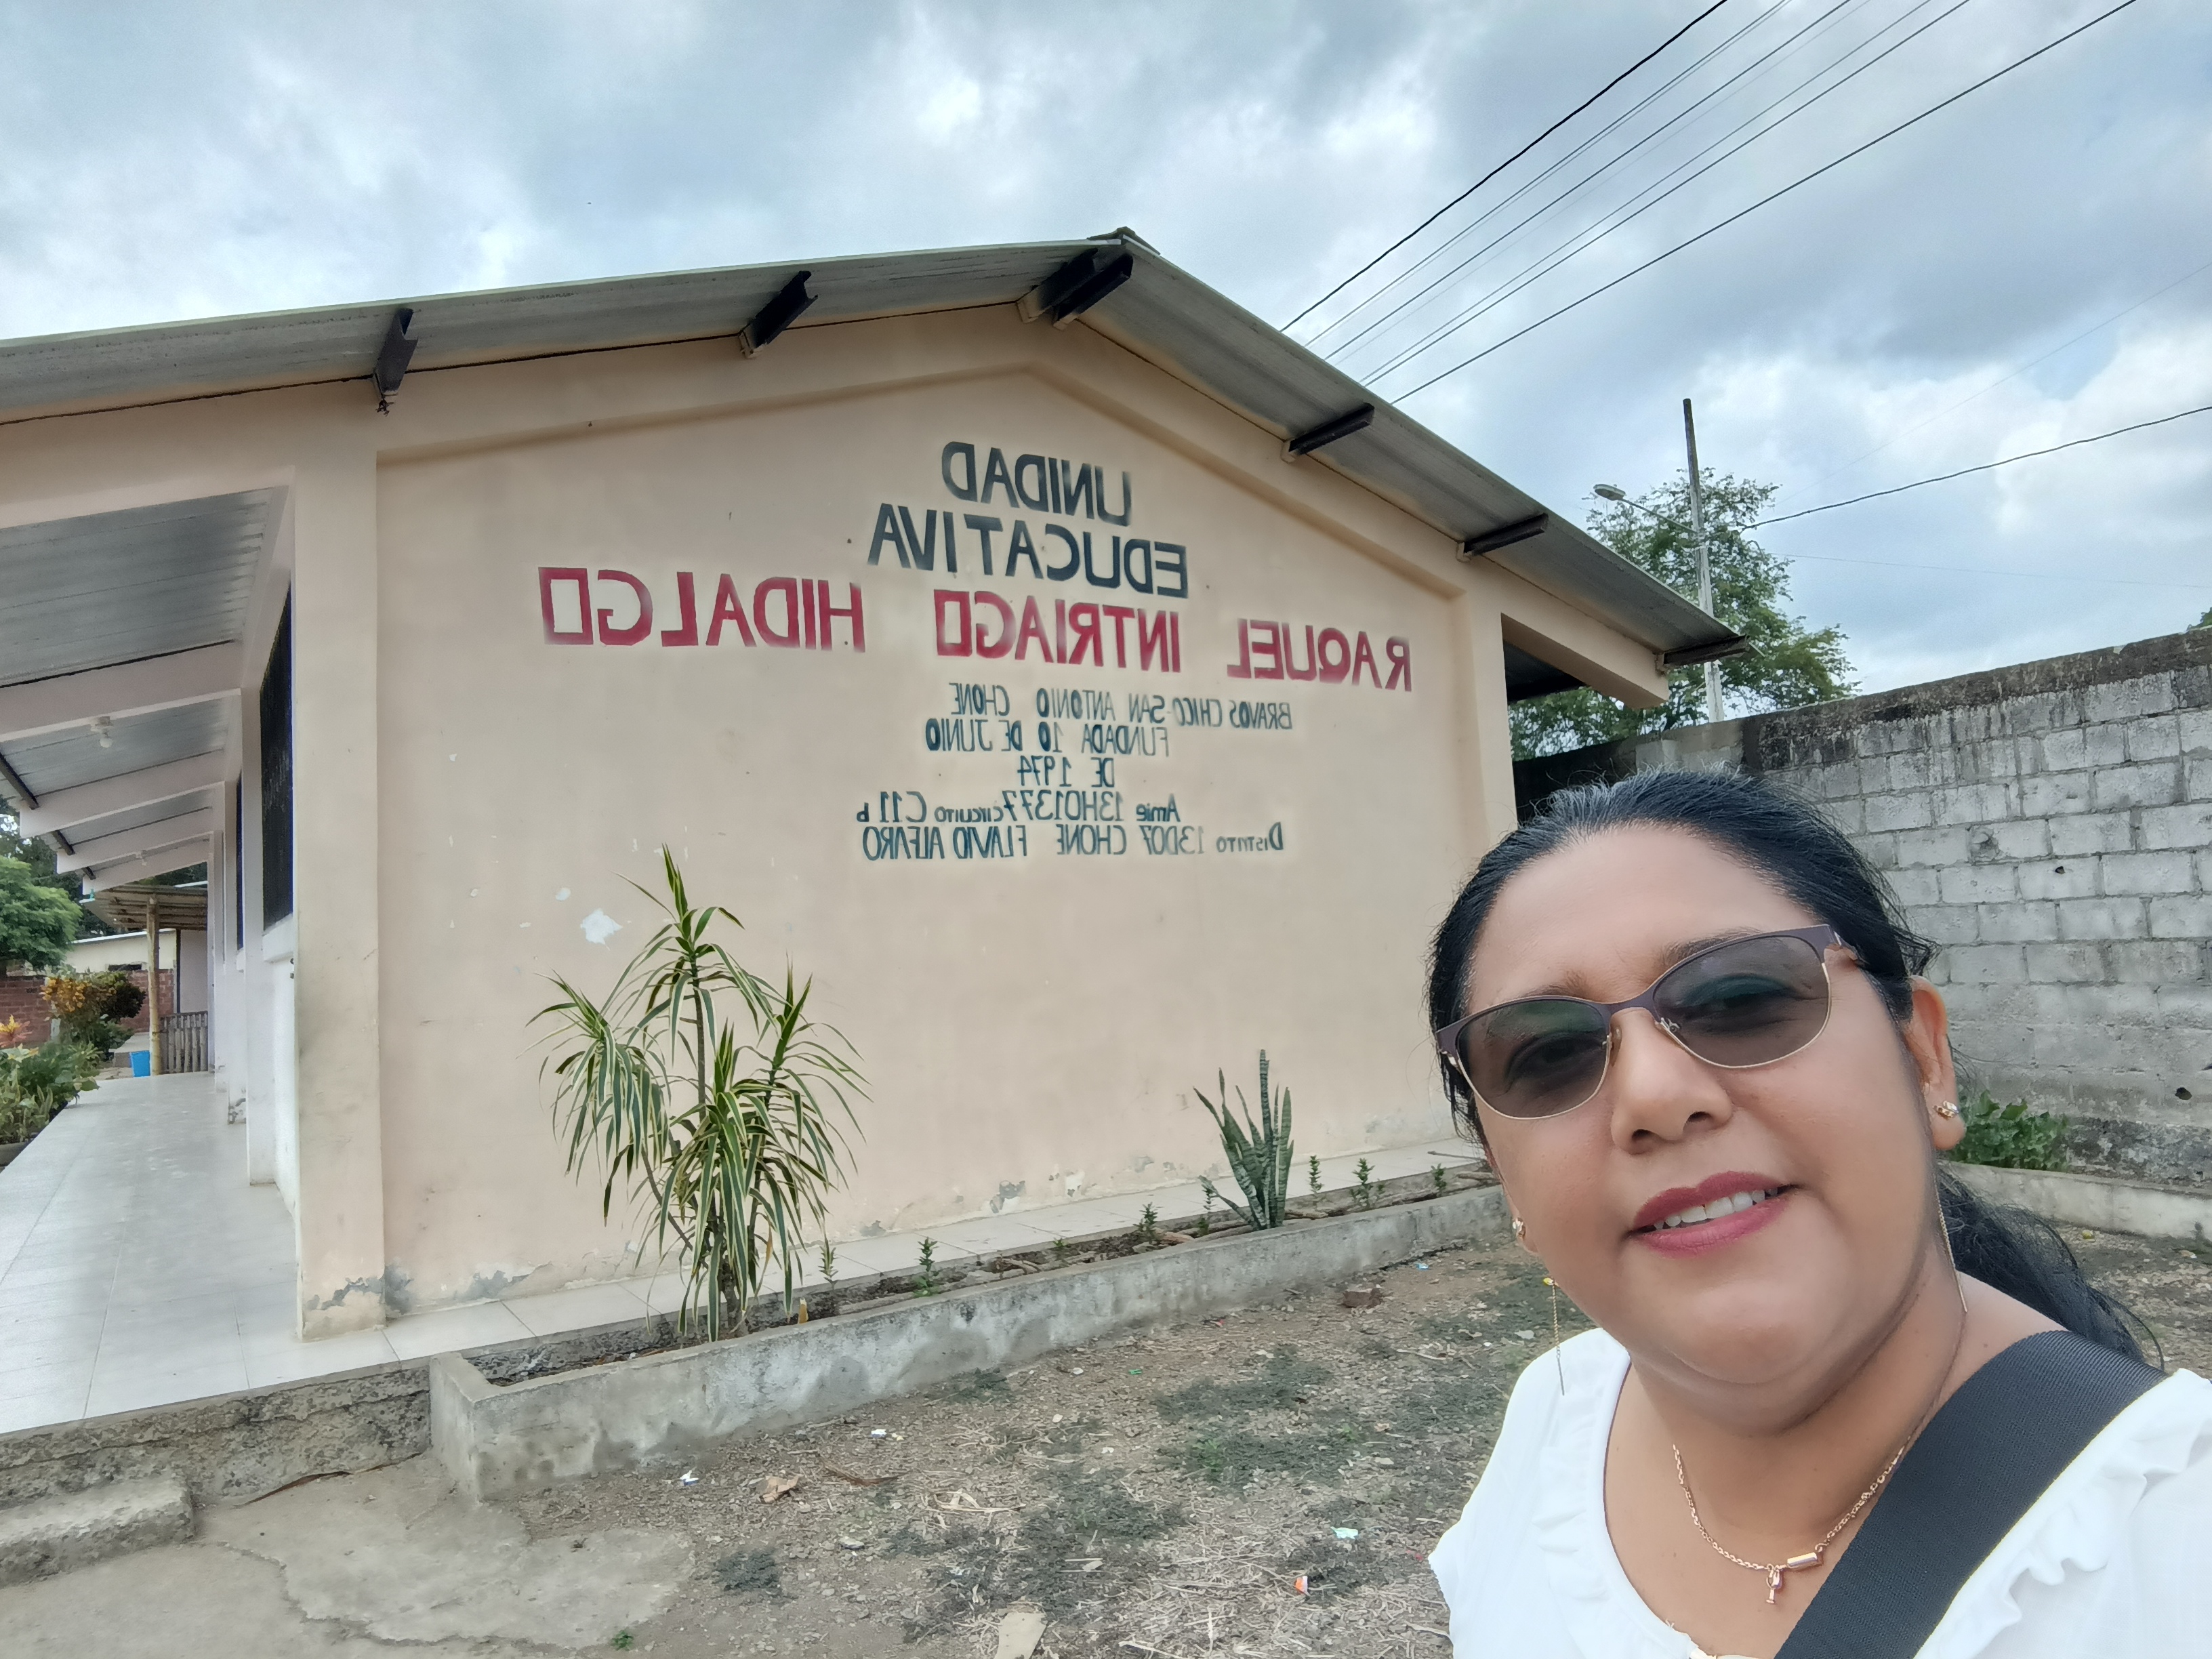 UNIDAD
EDUCATIVA
RAQUEL INTRIAGO HIDALGO
BRAVOS CHICO-SAN ANTONIO CHONE
FUNDADA 10 DE JUNIO
DE 1974
Amie 13H01377 circuito C11 b
Distrito 13D07 CHONE FLAVIO ALFARO